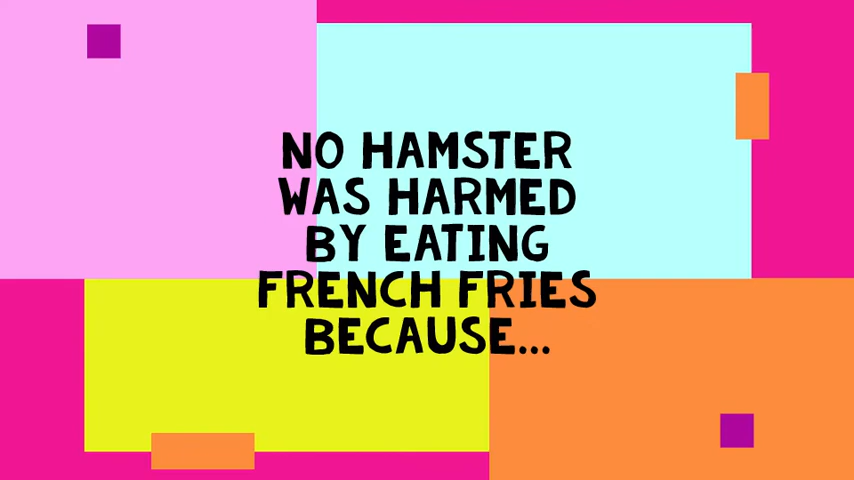 NO HAMSTER
WAS HARMED
BY EATING
FRENCH FRIES
BECAUSE...